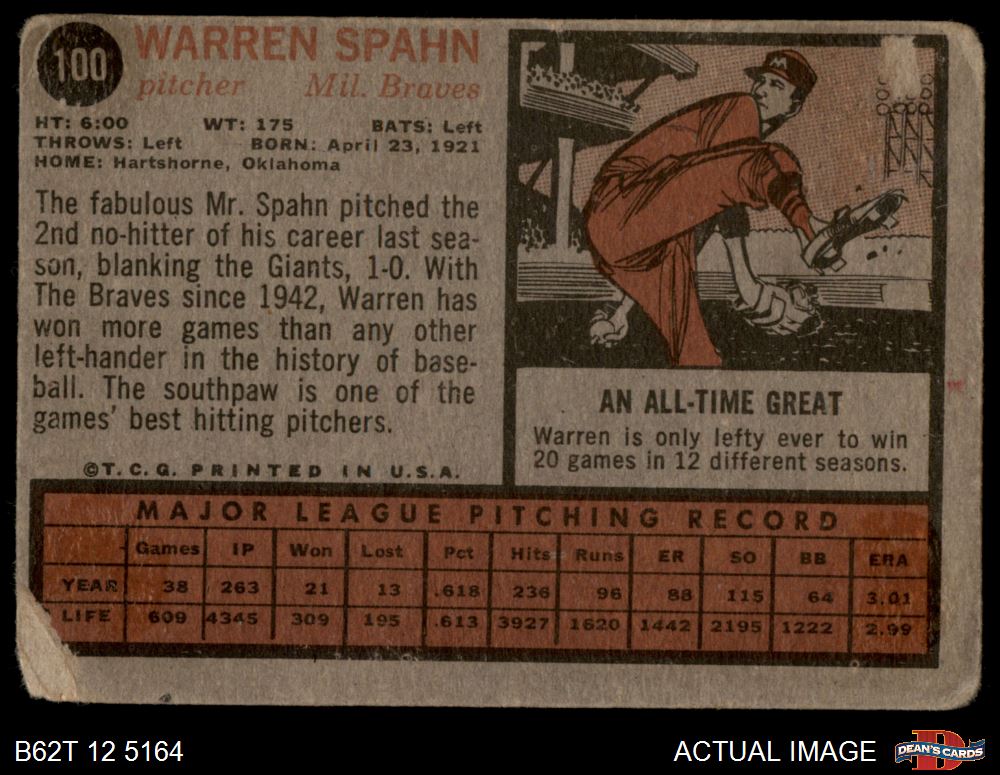 100
WARREN SPAHN
pitcher Mil. Braves
HT: 6:00 WT: 175 BATS: Left
THROWS: Left BORN: April 23, 1921
HOME: Hartshorne, Oklahoma
The fabulous Mr. Spahn pitched the
2nd no-hitter of his career last sea-
son, blanking the Giants, 1-0. With
The Braves since 1942, Warren has
won more games than any other
left-hander in the history of base-
ball. The southpaw is one of the
games' best hitting pitchers.
©T.C.G. PRINTED IN U.S.A.
M
AN ALL-TIME GREAT
Warren is only lefty ever to win
20 games in 12 different seasons.
MAJOR LEAGUE PITCHING RECORD
Games IP Won Lost Pct Hits Runs ER SO BB ERA
YEAR 38 263 21 13 .618 236 96 88 115 64 3.01
LIFE 609 4345 309 195 .613 3927 1620 1442 2195 1222 2.99
B62T 12 5164
ACTUAL IMAGE
D
DEAN'S CARDS